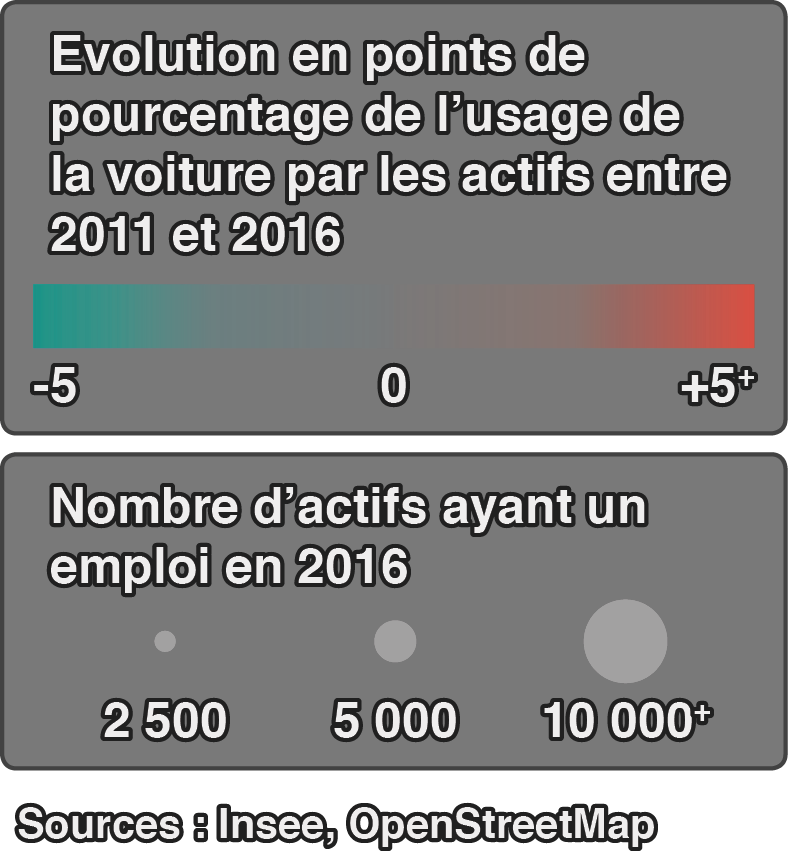 Evolution en points de
pourcentage de l’usage de
la voiture par les actifs entre
2011 et 2016
-5 0 +5⁺
Nombre d’actifs ayant un
emploi en 2016
2 500 5 000 10 000⁺
Sources : Insee, OpenStreetMap